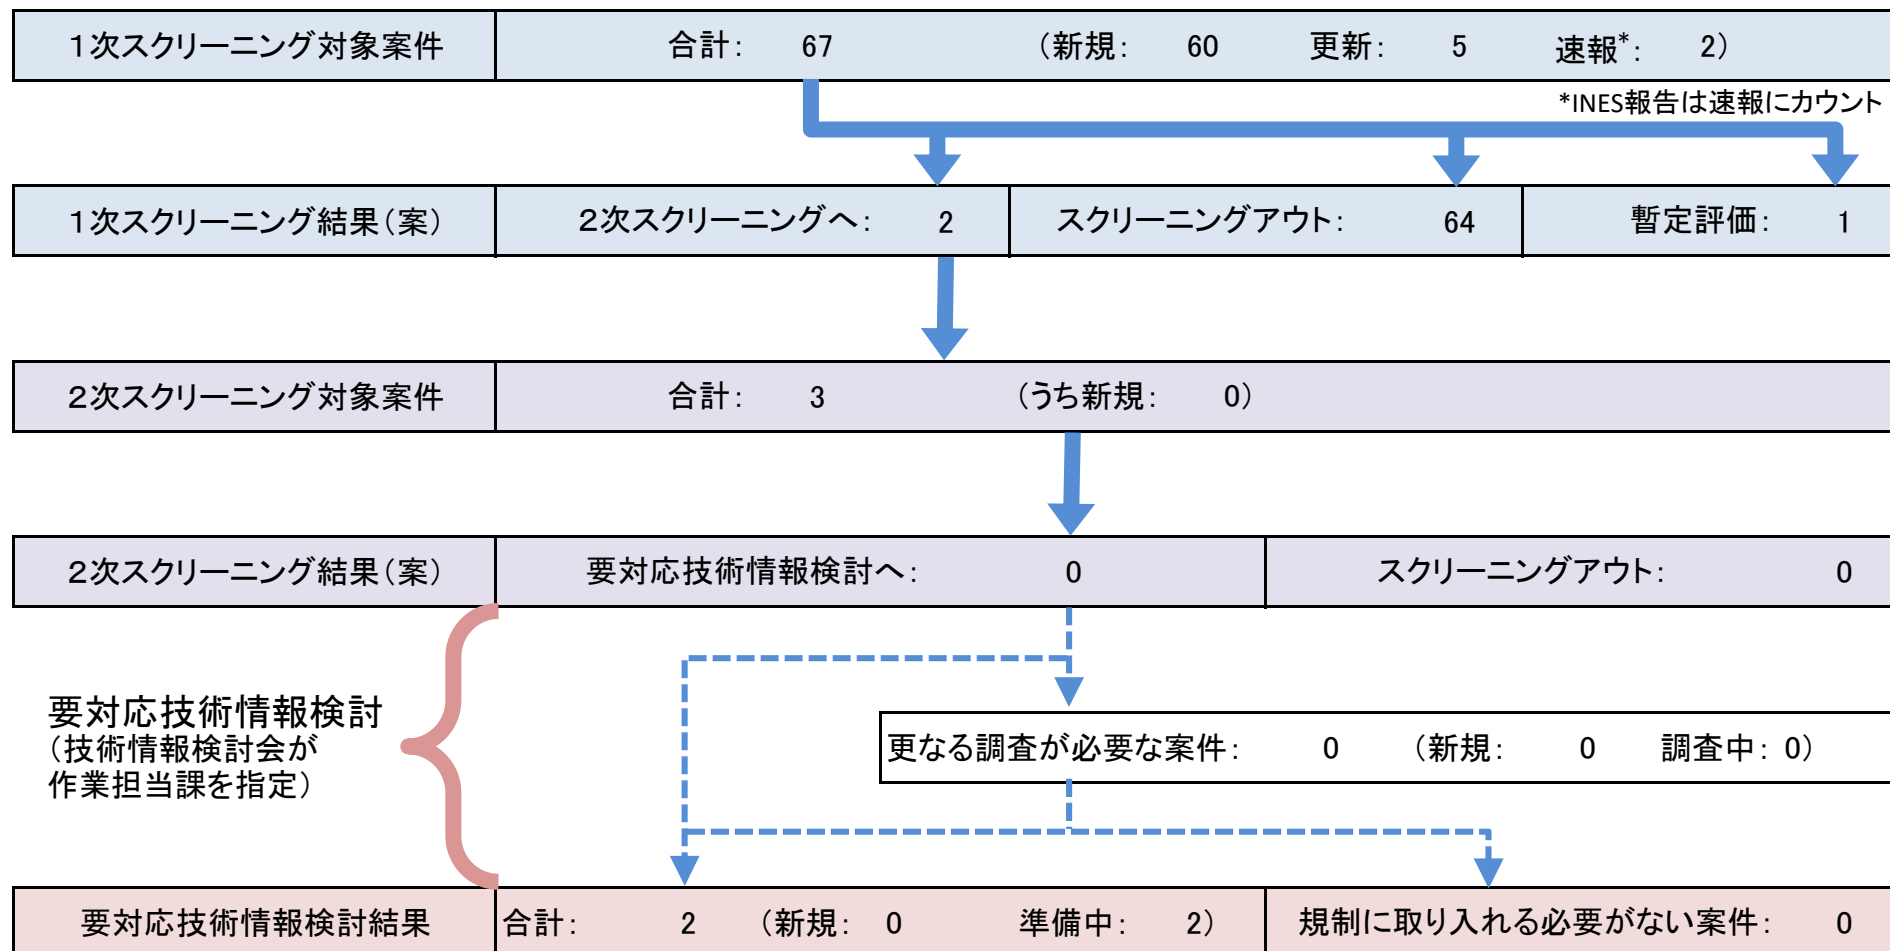 １次スクリーニング対象案件 合計： 67 （新規： 60 更新： 5 速報*： 2）
*INES報告は速報にカウント
１次スクリーニング結果（案） ２次スクリーニングへ： 2 スクリーニングアウト： 64 暫定評価： 1
２次スクリーニング対象案件 合計： 3 （うち新規： 0）
２次スクリーニング結果（案） 要対応技術情報検討へ： 0 スクリーニングアウト： 0
要対応技術情報検討
（技術情報検討会が
作業担当課を指定）
更なる調査が必要な案件： 0 （新規： 0 調査中： 0）
要対応技術情報検討結果 合計： 2 （新規： 0 準備中： 2） 規制に取り入れる必要がない案件： 0